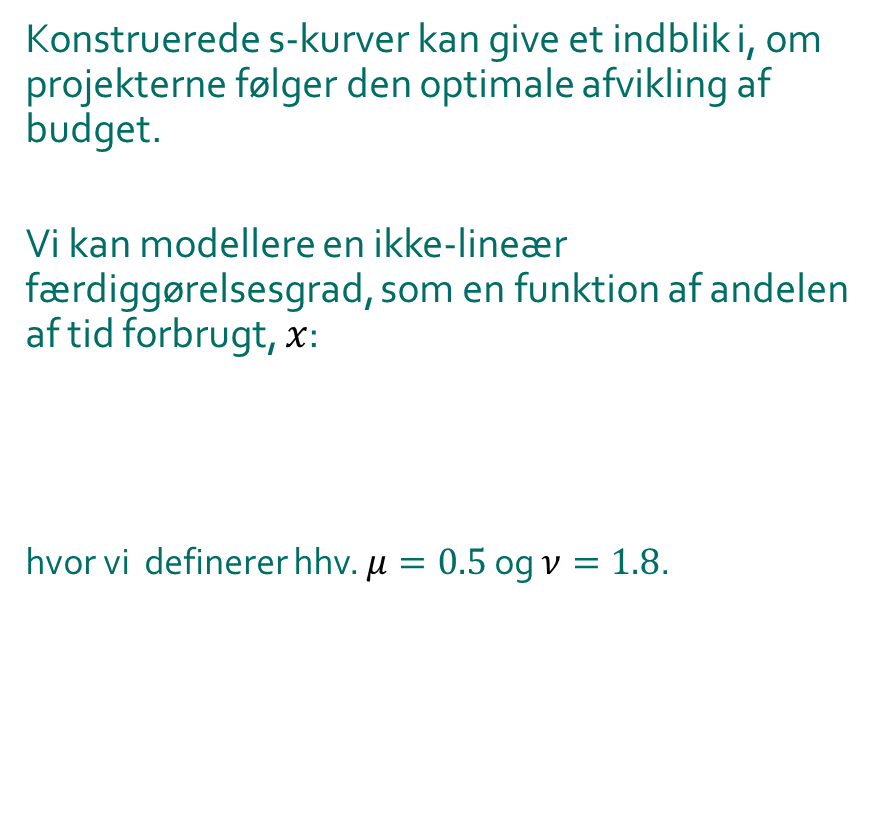 Konstruerede s-kurver kan give et indblik i, om
projekterne følger den optimale afvikling af
budget.
Vi kan modellere en ikke-lineær
færdiggørelsesgrad, som en funktion af andelen
af tid forbrugt, x:
hvor vi definerer hhv. μ = 0.5 og ν = 1.8.